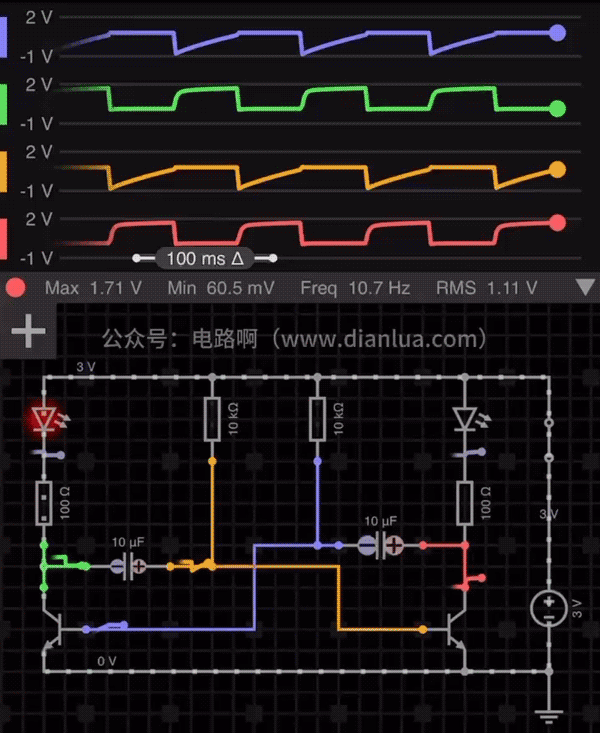 2 V
-1 V
2 V
-1 V
2 V
-1 V
2 V
-1 V
100 ms Δ
Max 1.71 V Min 60.5 mV Freq 10.7 Hz RMS 1.11 V
+
公众号：电路啊（www.dianlua.com）
3 V
10 kΩ
10 kΩ
100 Ω
100 Ω
10 µF
10 µF
3 V
3 V
0 V